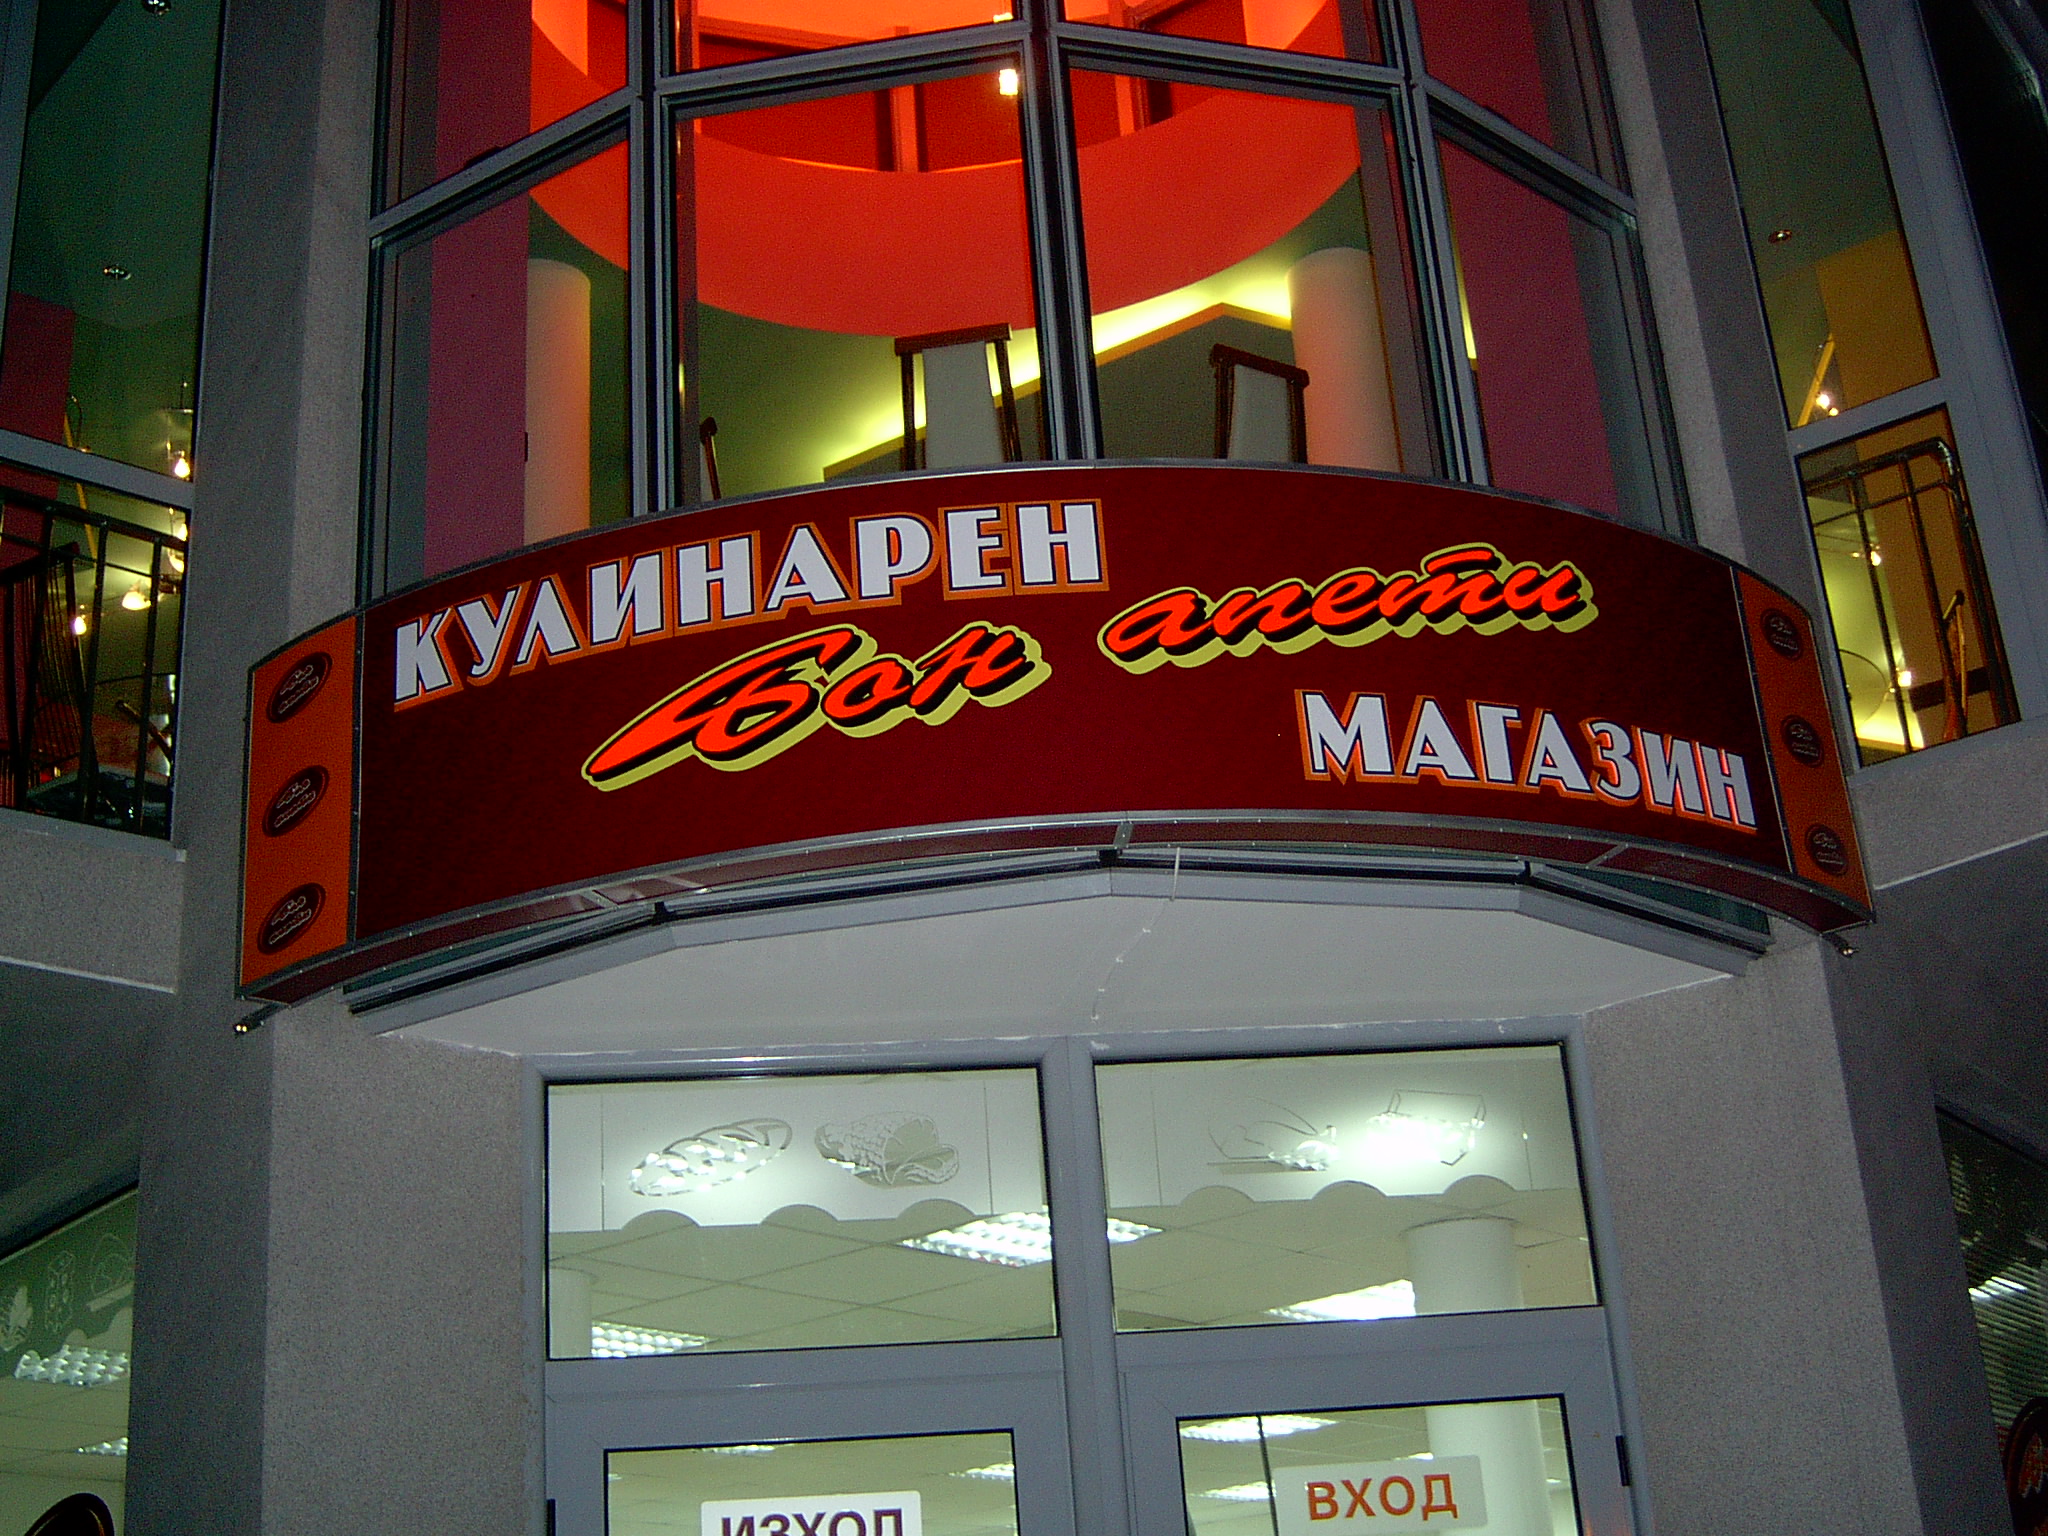 КУЛИНАРЕН
Бон апети
МАГАЗИН
ИЗХОД
ВХОД